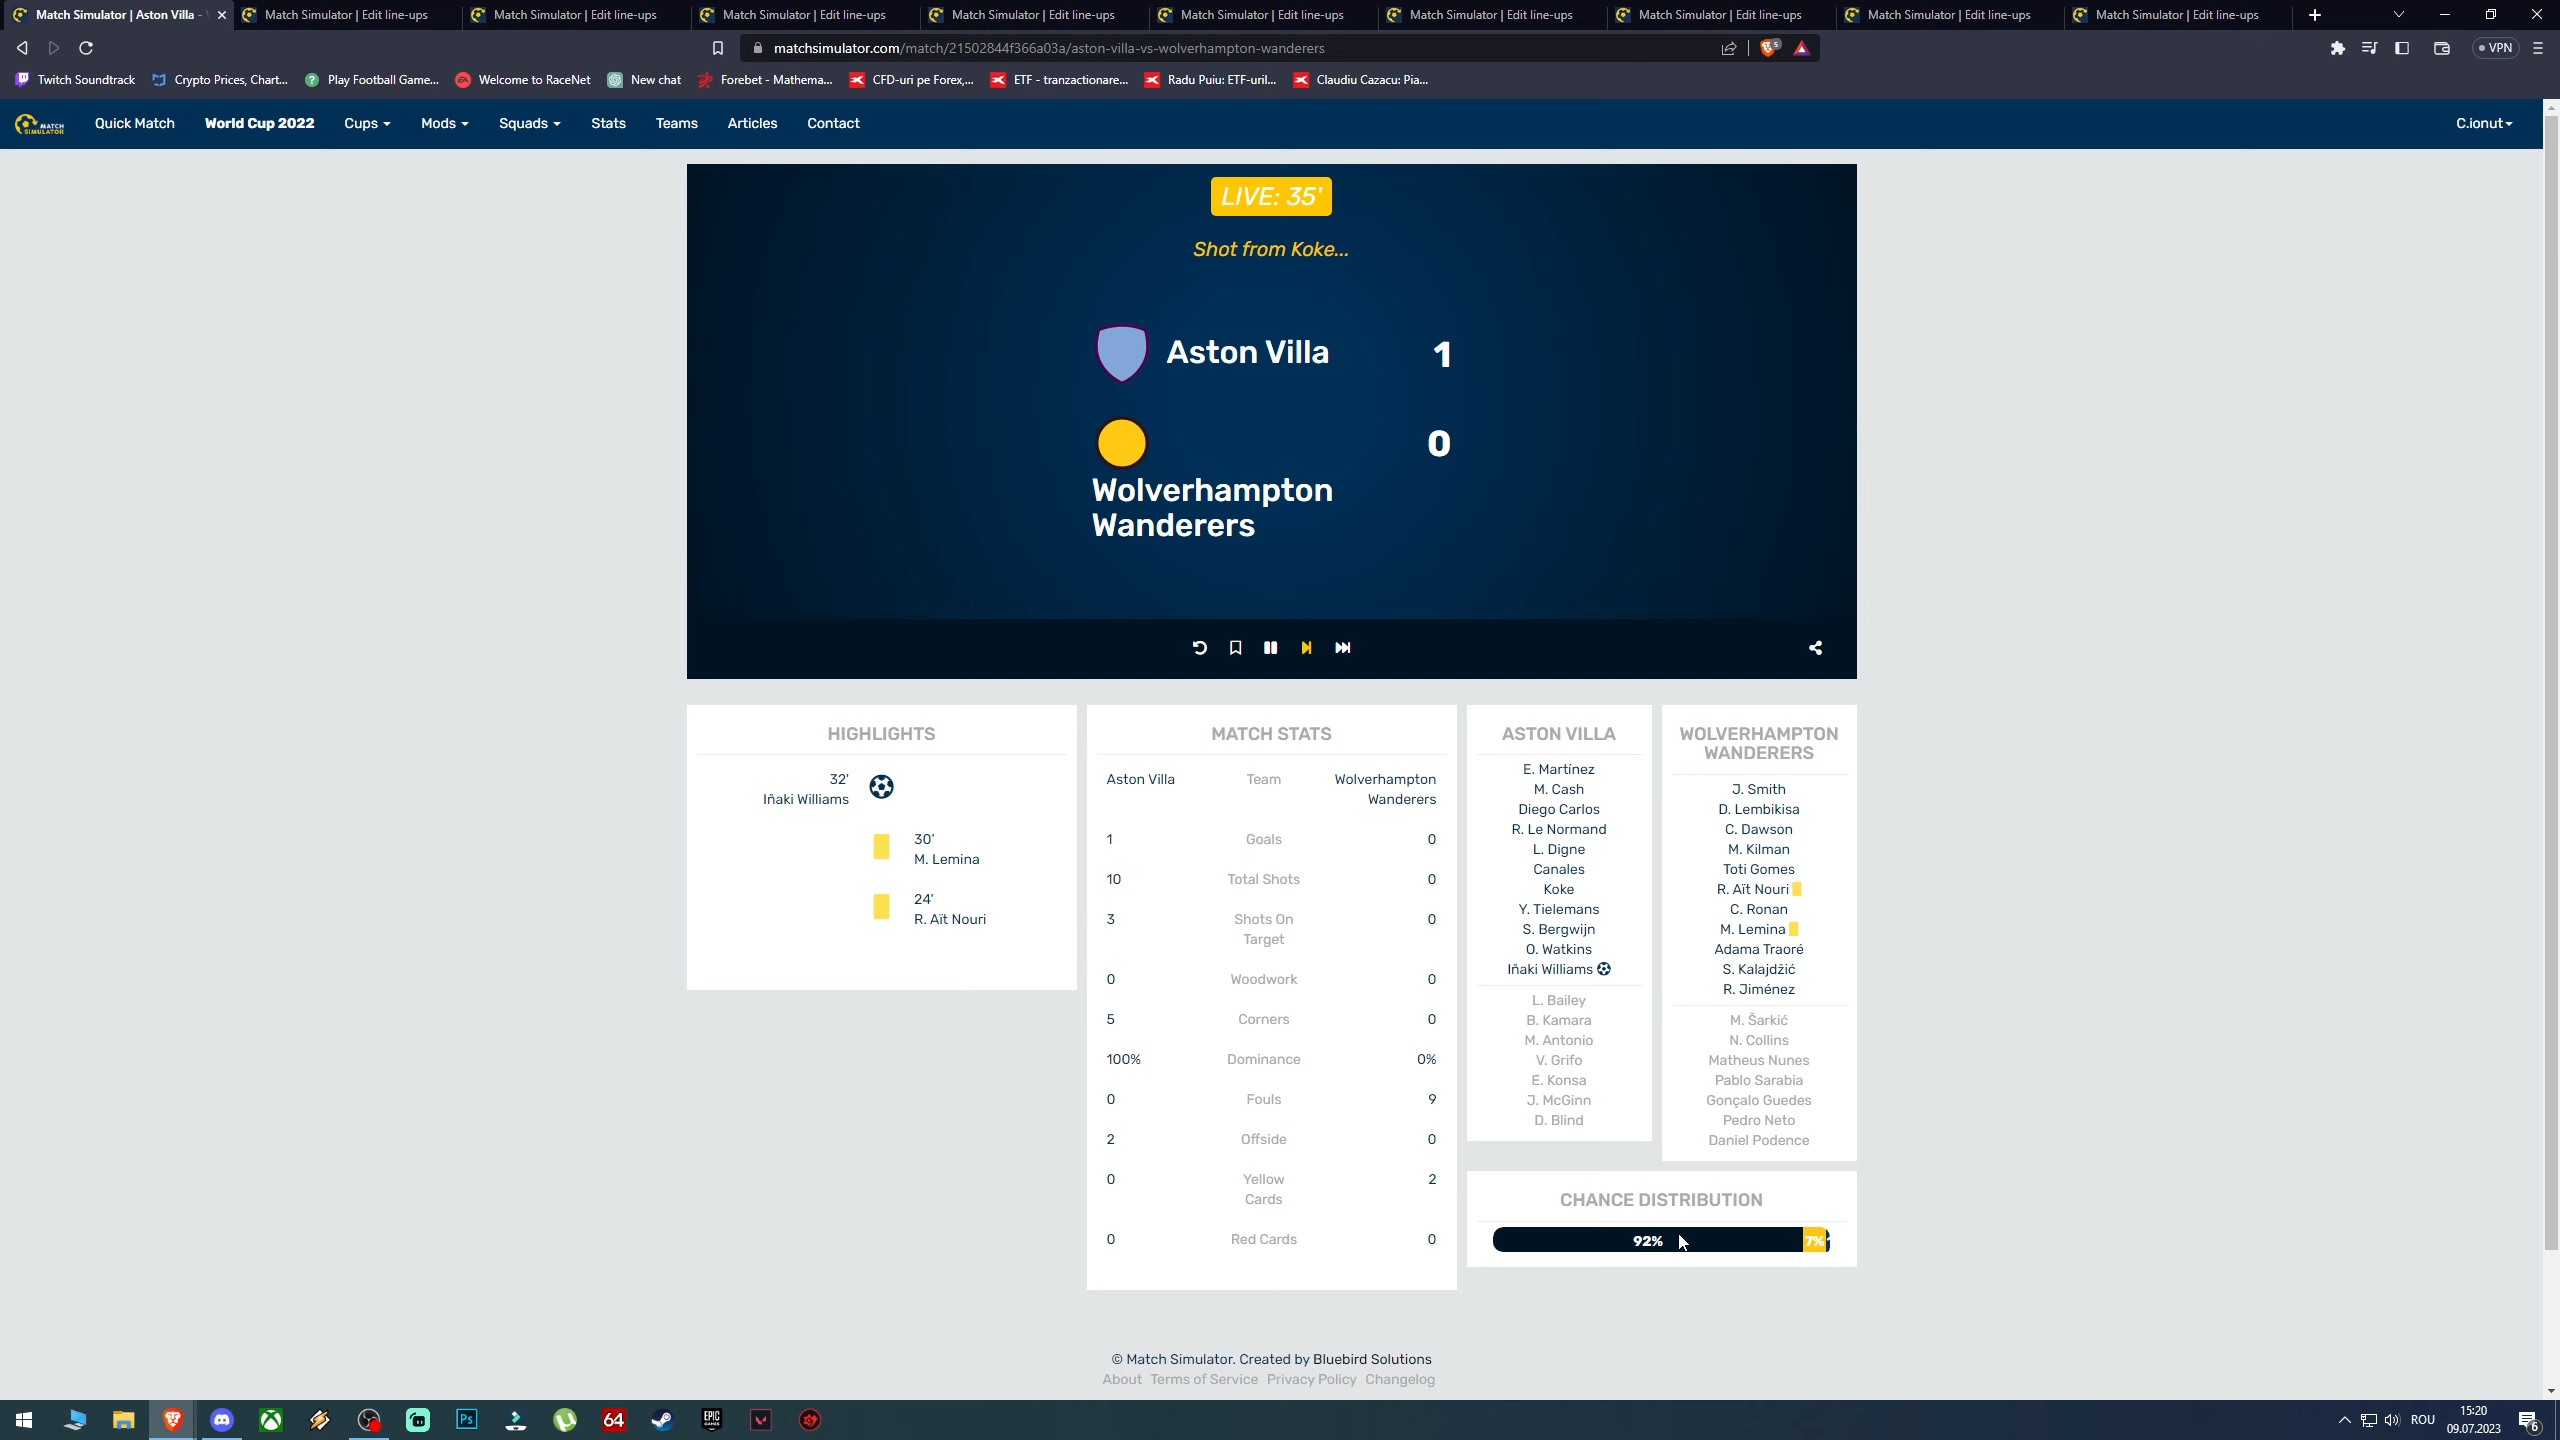 Match Simulator | Aston Villa -
Match Simulator | Edit line-ups
Match Simulator | Edit line-ups
Match Simulator | Edit line-ups
Match Simulator | Edit line-ups
Match Simulator | Edit line-ups
Match Simulator | Edit line-ups
Match Simulator | Edit line-ups
Match Simulator | Edit line-ups
Match Simulator | Edit line-ups
matchsimulator.com/match/21502844f366a03a/aston-villa-vs-wolverhampton-wanderers
5
VPN
Twitch Soundtrack
Crypto Prices, Chart...
Play Football Game...
Welcome to RaceNet
New chat
Forebet - Mathema...
CFD-uri pe Forex,...
ETF - tranzactionare...
Radu Puiu: ETF-uril...
Claudiu Cazacu: Pia...
MATCH
SIMULATOR
Quick Match
World Cup 2022
Cups
Mods
Squads
Stats
Teams
Articles
Contact
C.ionut
LIVE: 35'
Shot from Koke...
Aston Villa 1
0
Wolverhampton
Wanderers
HIGHLIGHTS
32'
Iñaki Williams
30'
M. Lemina
24'
R. Aït Nouri
MATCH STATS
Aston Villa Team Wolverhampton
Wanderers
1 Goals 0
10 Total Shots 0
3 Shots On 0
Target
0 Woodwork 0
5 Corners 0
100% Dominance 0%
0 Fouls 9
2 Offside 0
0 Yellow 2
Cards
0 Red Cards 0
ASTON VILLA
E. Martínez
M. Cash
Diego Carlos
R. Le Normand
L. Digne
Canales
Koke
Y. Tielemans
S. Bergwijn
O. Watkins
Iñaki Williams
L. Bailey
B. Kamara
M. Antonio
V. Grifo
E. Konsa
J. McGinn
D. Blind
WOLVERHAMPTON
WANDERERS
J. Smith
D. Lembikisa
C. Dawson
M. Kilman
Toti Gomes
R. Aït Nouri
C. Ronan
M. Lemina
Adama Traoré
S. Kalajdžić
R. Jiménez
M. Šarkić
N. Collins
Matheus Nunes
Pablo Sarabia
Gonçalo Guedes
Pedro Neto
Daniel Podence
CHANCE DISTRIBUTION
92% 7%
© Match Simulator. Created by Bluebird Solutions
About Terms of Service Privacy Policy Changelog
Ps
64
EPIC
GAMES
ROU
15:20
09.07.2023
6